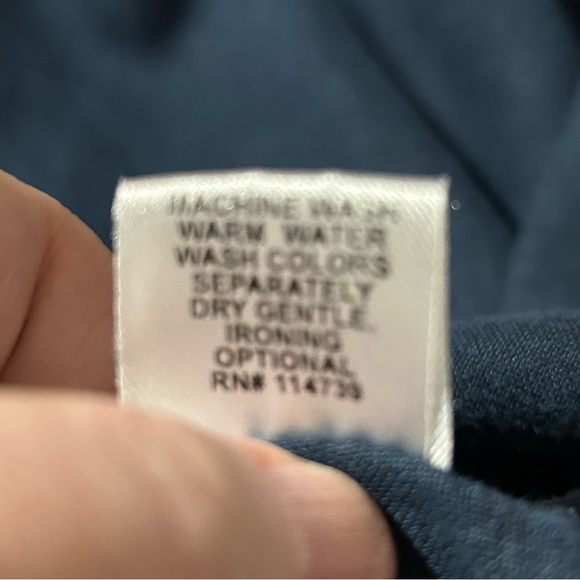 MACHINE WASH
WARM WATER
WASH COLORS
SEPARATELY
DRY GENTLE,
IRONING
OPTIONAL
RN# 114739